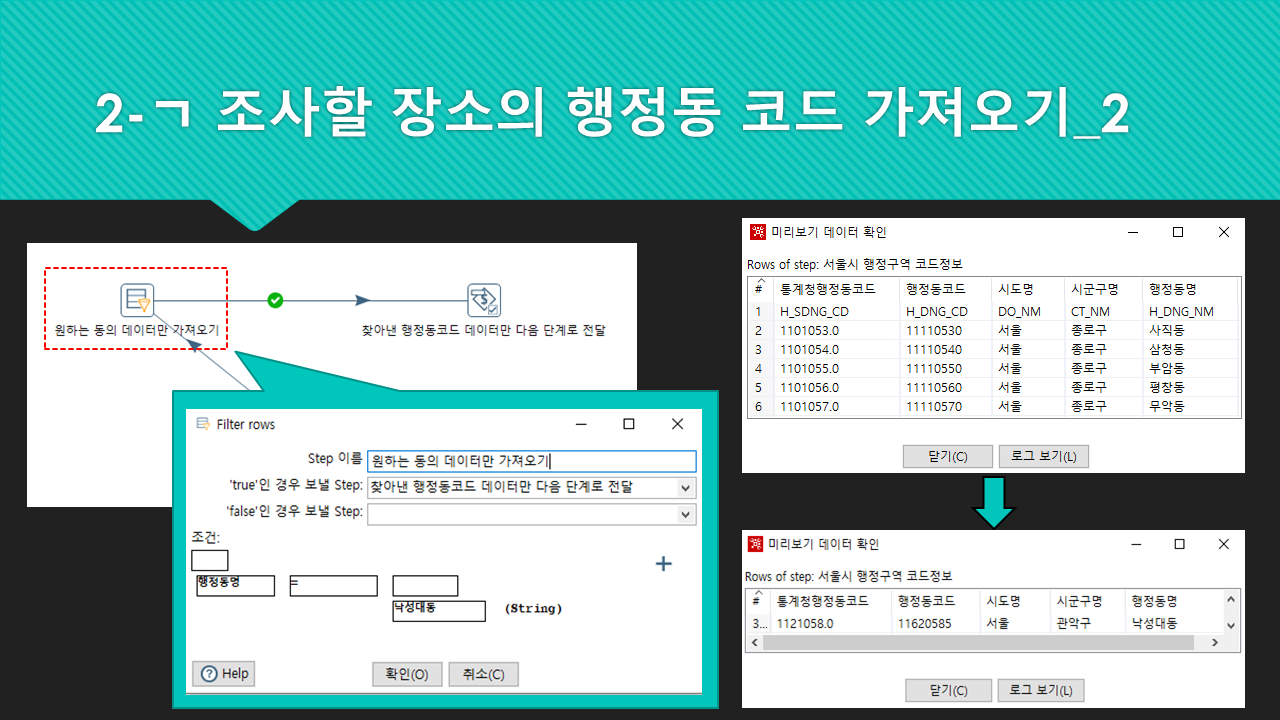 2-ㄱ 조사할 장소의 행정동 코드 가져오기_2
원하는 동의 데이터만 가져오기
찾아낸 행정동코드 데이터만 다음 단계로 전달
Filter rows
Step 이름 원하는 동의 데이터만 가져오기
'true'인 경우 보낼 Step: 찾아낸 행정동코드 데이터만 다음 단계로 전달
'false'인 경우 보낼 Step:
조건:
행정동명 =
낙성대동 (String)
Help 확인(O) 취소(C)
미리보기 데이터 확인
Rows of step: 서울시 행정구역 코드정보
# 통계청행정동코드 행정동코드 시도명 시군구명 행정동명
1 H_SDNG_CD H_DNG_CD DO_NM CT_NM H_DNG_NM
2 1101053.0 11110530 서울 종로구 사직동
3 1101054.0 11110540 서울 종로구 삼청동
4 1101055.0 11110550 서울 종로구 부암동
5 1101056.0 11110560 서울 종로구 평창동
6 1101057.0 11110570 서울 종로구 무악동
닫기(C) 로그 보기(L)
미리보기 데이터 확인
Rows of step: 서울시 행정구역 코드정보
# 통계청행정동코드 행정동코드 시도명 시군구명 행정동명
3... 1121058.0 11620585 서울 관악구 낙성대동
닫기(C) 로그 보기(L)